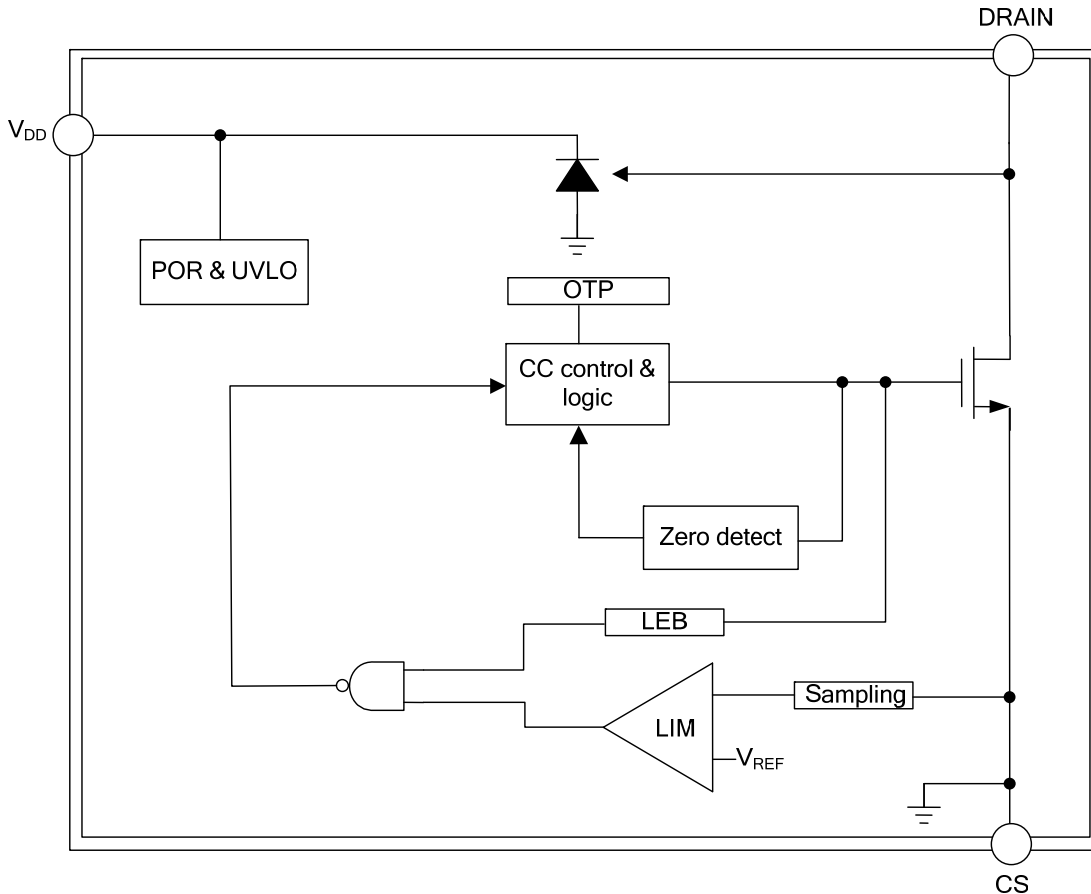 DRAIN
VDD
POR & UVLO
OTP
CC control &
logic
Zero detect
LEB
Sampling
LIM
VREF
CS